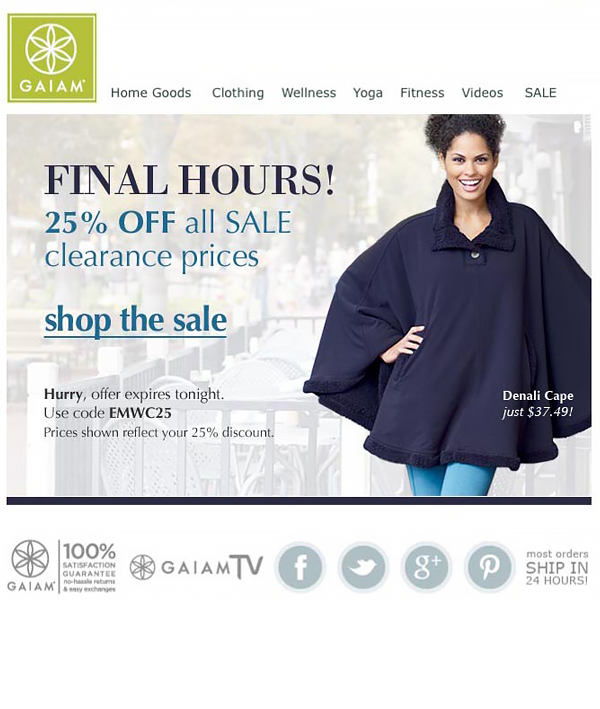 GAIAM®
Home Goods Clothing Wellness Yoga Fitness Videos SALE
FINAL HOURS!
25% OFF all SALE
clearance prices
shop the sale
Hurry, offer expires tonight.
Use code EMWC25
Prices shown reflect your 25% discount.
Denali Cape
just $37.49!
GAIAM®
100%
SATISFACTION
GUARANTEE
no-hassle returns
& easy exchanges
GAIAMTV
f
g+
most orders
SHIP IN
24 HOURS!